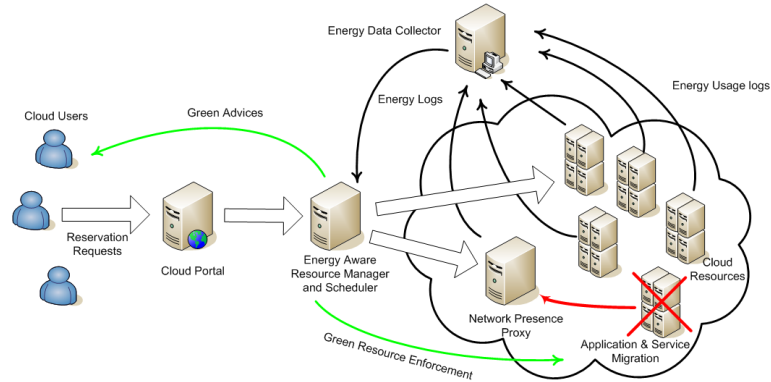 Energy Data Collector
Energy Usage logs
Energy Logs
Green Advices
Cloud Users
Reservation
Requests
Cloud Portal
Energy Aware
Resource Manager
and Scheduler
Cloud
Resources
Network Presence
Proxy
Application & Service
Migration
Green Resource Enforcement